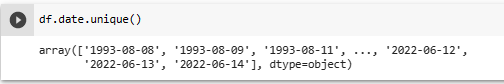 df.date.unique()
array(['1993-08-08', '1993-08-09', '1993-08-11', ..., '2022-06-12',
'2022-06-13', '2022-06-14'], dtype=object)